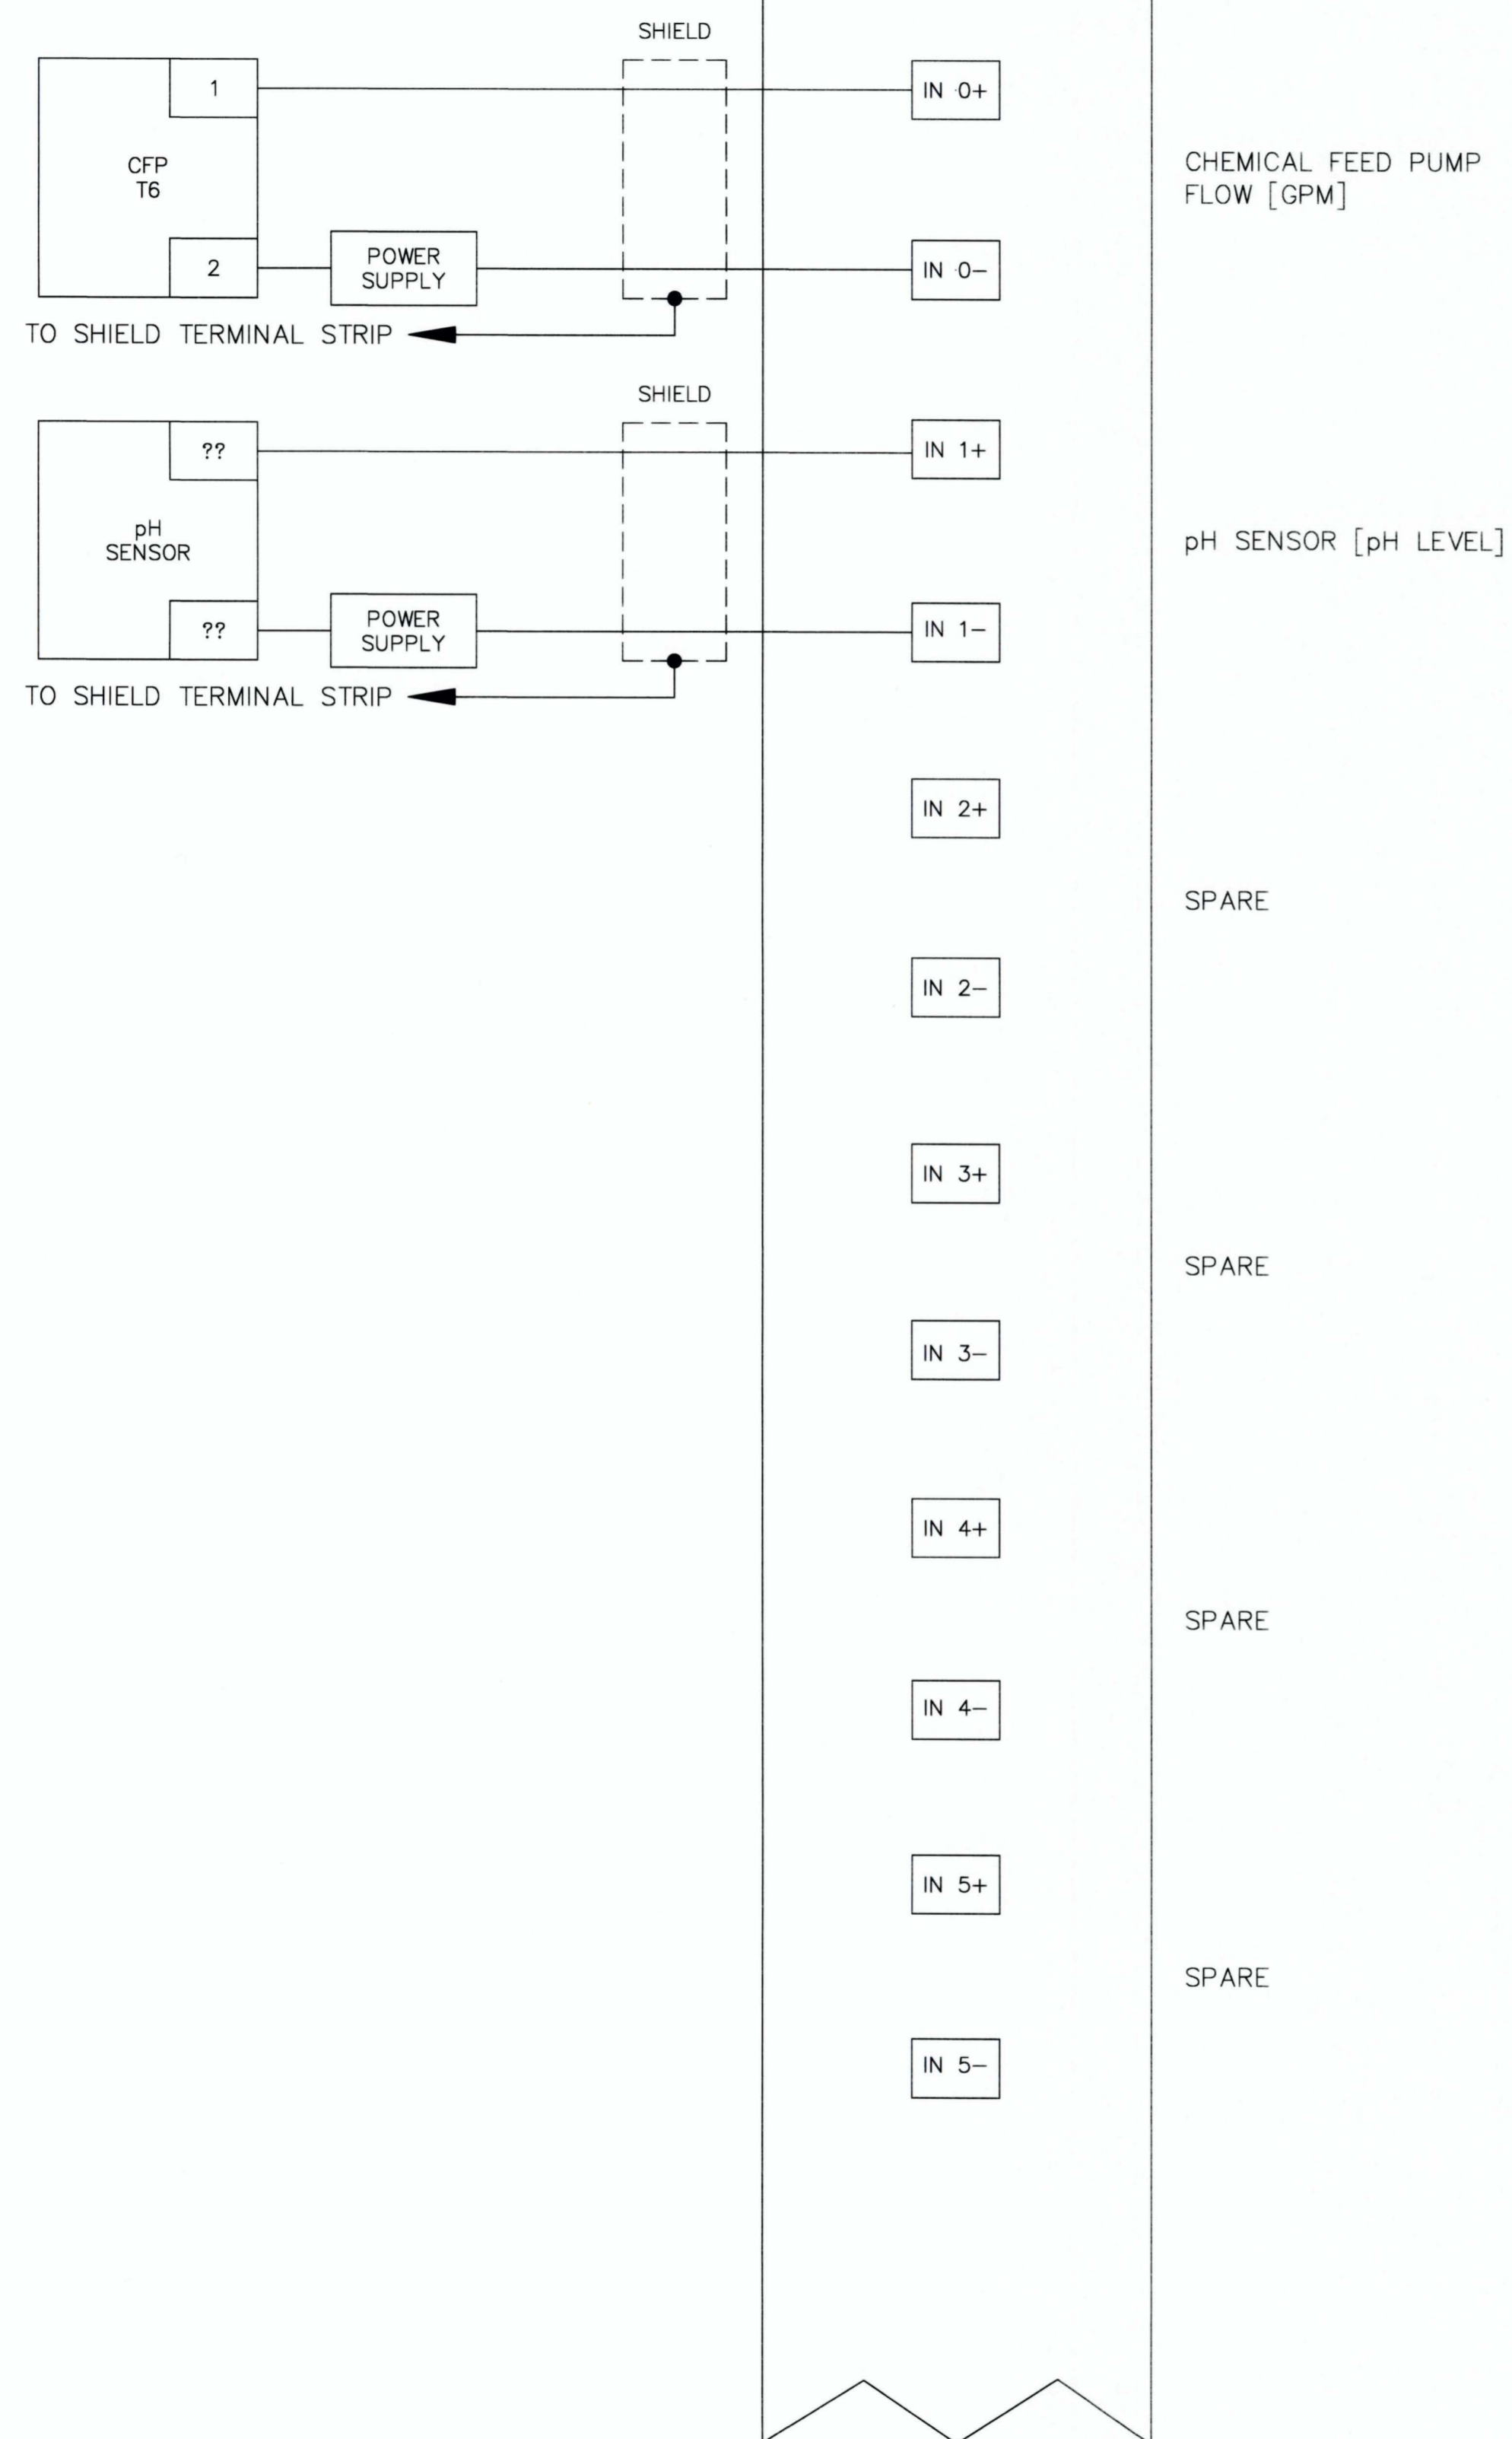 SHIELD
1
IN 0+
CFP
T6
CHEMICAL FEED PUMP
FLOW [GPM]
2
POWER
SUPPLY
IN 0-
TO SHIELD TERMINAL STRIP
SHIELD
??
IN 1+
pH
SENSOR
pH SENSOR [pH LEVEL]
??
POWER
SUPPLY
IN 1-
TO SHIELD TERMINAL STRIP
IN 2+
SPARE
IN 2-
IN 3+
SPARE
IN 3-
IN 4+
SPARE
IN 4-
IN 5+
SPARE
IN 5-